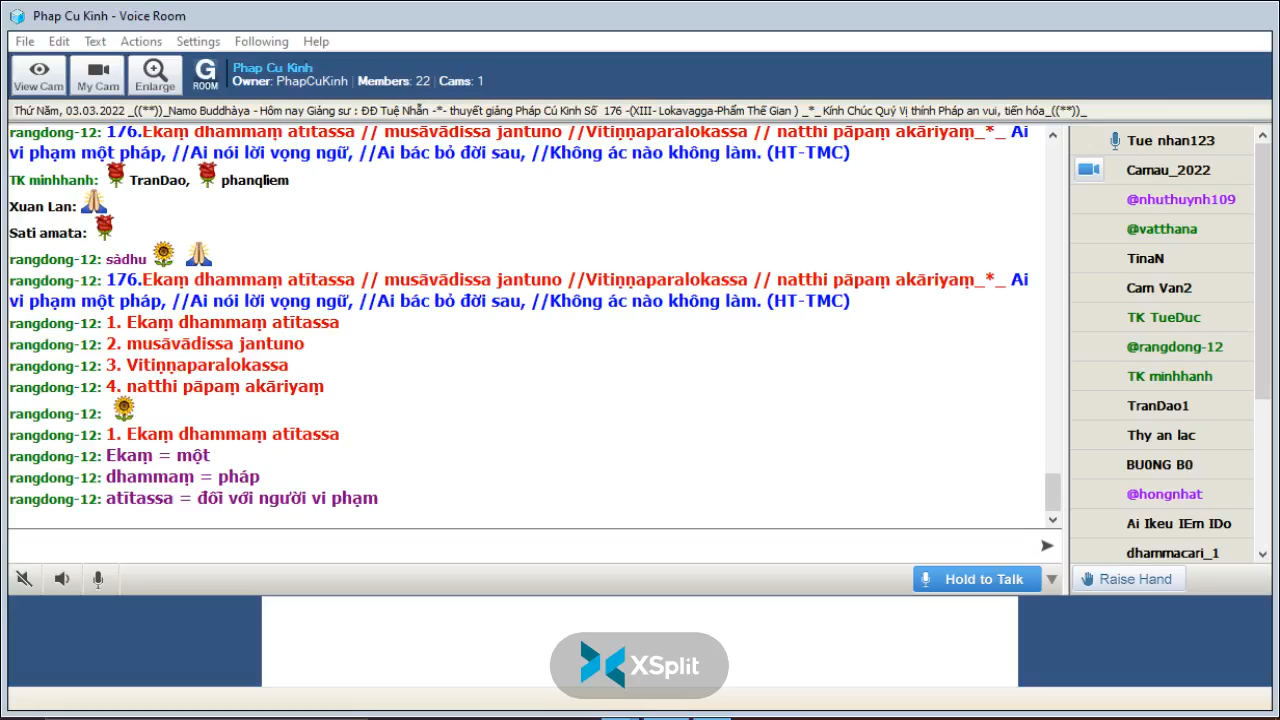 Phap Cu Kinh - Voice Room
File Edit Text Actions Settings Following Help
View Cam My Cam Enlarge G ROOM Phap Cu Kinh
Owner: PhapCuKinh | Members: 22 | Cams: 1
Thứ Năm, 03.03.2022 _((**))_Namo Buddhàya - Hôm nay Giảng sư : ĐĐ Tuệ Nhẫn -*- thuyết giảng Pháp Cú Kinh Số 176 -(XIII- Lokavagga-Phẩm Thế Gian ) _*_ Kính Chúc Quý Vị thính Pháp an vui, tiến hóa_((**))_
rangdong-12: 176.Ekaṃ dhammaṃ atītassa // musāvādissa jantuno //Vitiṇṇaparalokassa // natthi pāpaṃ akāriyaṃ_*_ Ai
vi phạm một pháp, //Ai nói lời vọng ngữ, //Ai bác bỏ đời sau, //Không ác nào không làm. (HT-TMC)
TK minhhanh: TranDao, phanqliem
Xuan Lan:
Sati amata:
rangdong-12: sàdhu
rangdong-12: 176.Ekaṃ dhammaṃ atītassa // musāvādissa jantuno //Vitiṇṇaparalokassa // natthi pāpaṃ akāriyaṃ_*_ Ai
vi phạm một pháp, //Ai nói lời vọng ngữ, //Ai bác bỏ đời sau, //Không ác nào không làm. (HT-TMC)
rangdong-12: 1. Ekaṃ dhammaṃ atītassa
rangdong-12: 2. musāvādissa jantuno
rangdong-12: 3. Vitiṇṇaparalokassa
rangdong-12: 4. natthi pāpaṃ akāriyaṃ
rangdong-12:
rangdong-12: 1. Ekaṃ dhammaṃ atītassa
rangdong-12: Ekaṃ = một
rangdong-12: dhammaṃ = pháp
rangdong-12: atītassa = đối với người vi phạm
Tue nhan123
Camau_2022
@nhuthuynh109
@vatthana
TinaN
Cam Van2
TK TueDuc
@rangdong-12
TK minhhanh
TranDao1
Thy an lac
BU0NG B0
@hongnhat
Ai Ikeu IEm IDo
dhammacari_1
Hold to Talk
Raise Hand
XSplit